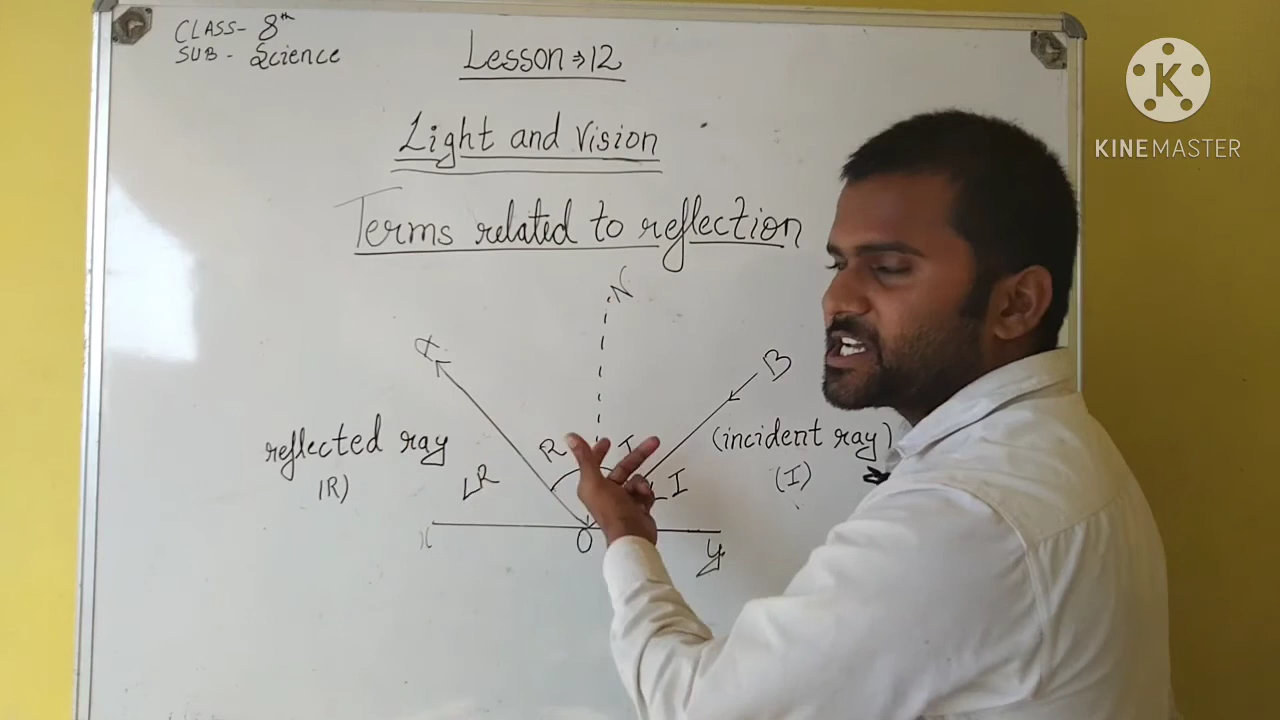 CLASS- 8th
SUB - Science
Lesson ⇒ 12
Light and Vision
Terms related to reflection
N
B
reflected ray
(R)
R
I
(incident ray)
(I)
∠R
∠I
O
y
K
KINEMASTER